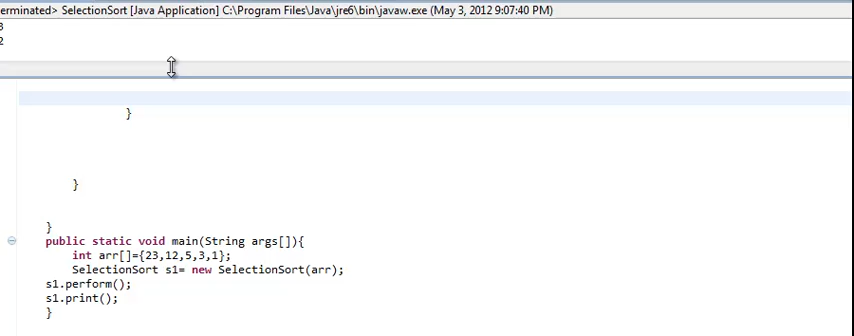 erminated> SelectionSort [Java Application] C:\Program Files\Java\jre6\bin\javaw.exe (May 3, 2012 9:07:40 PM)
3
2
}
}
}
public static void main(String args[]){
int arr[]={23,12,5,3,1};
SelectionSort s1= new SelectionSort(arr);
s1.perform();
s1.print();
}